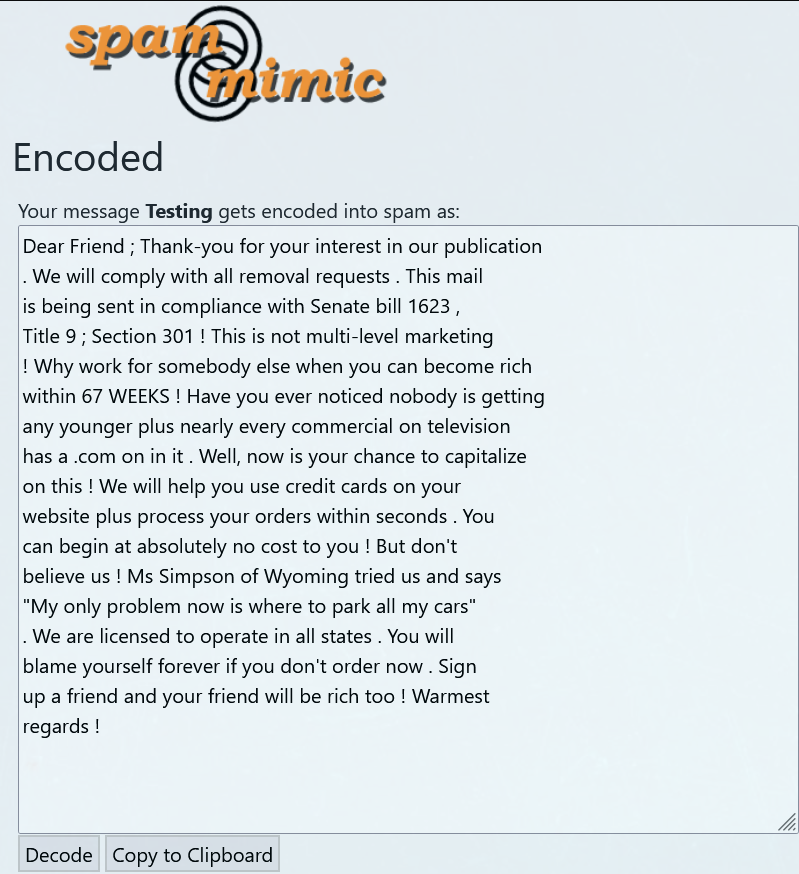 spam
mimic
Encoded
Your message Testing gets encoded into spam as:
Dear Friend ; Thank-you for your interest in our publication
. We will comply with all removal requests . This mail
is being sent in compliance with Senate bill 1623 ,
Title 9 ; Section 301 ! This is not multi-level marketing
! Why work for somebody else when you can become rich
within 67 WEEKS ! Have you ever noticed nobody is getting
any younger plus nearly every commercial on television
has a .com on in it . Well, now is your chance to capitalize
on this ! We will help you use credit cards on your
website plus process your orders within seconds . You
can begin at absolutely no cost to you ! But don't
believe us ! Ms Simpson of Wyoming tried us and says
"My only problem now is where to park all my cars"
. We are licensed to operate in all states . You will
blame yourself forever if you don't order now . Sign
up a friend and your friend will be rich too ! Warmest
regards !
Decode Copy to Clipboard